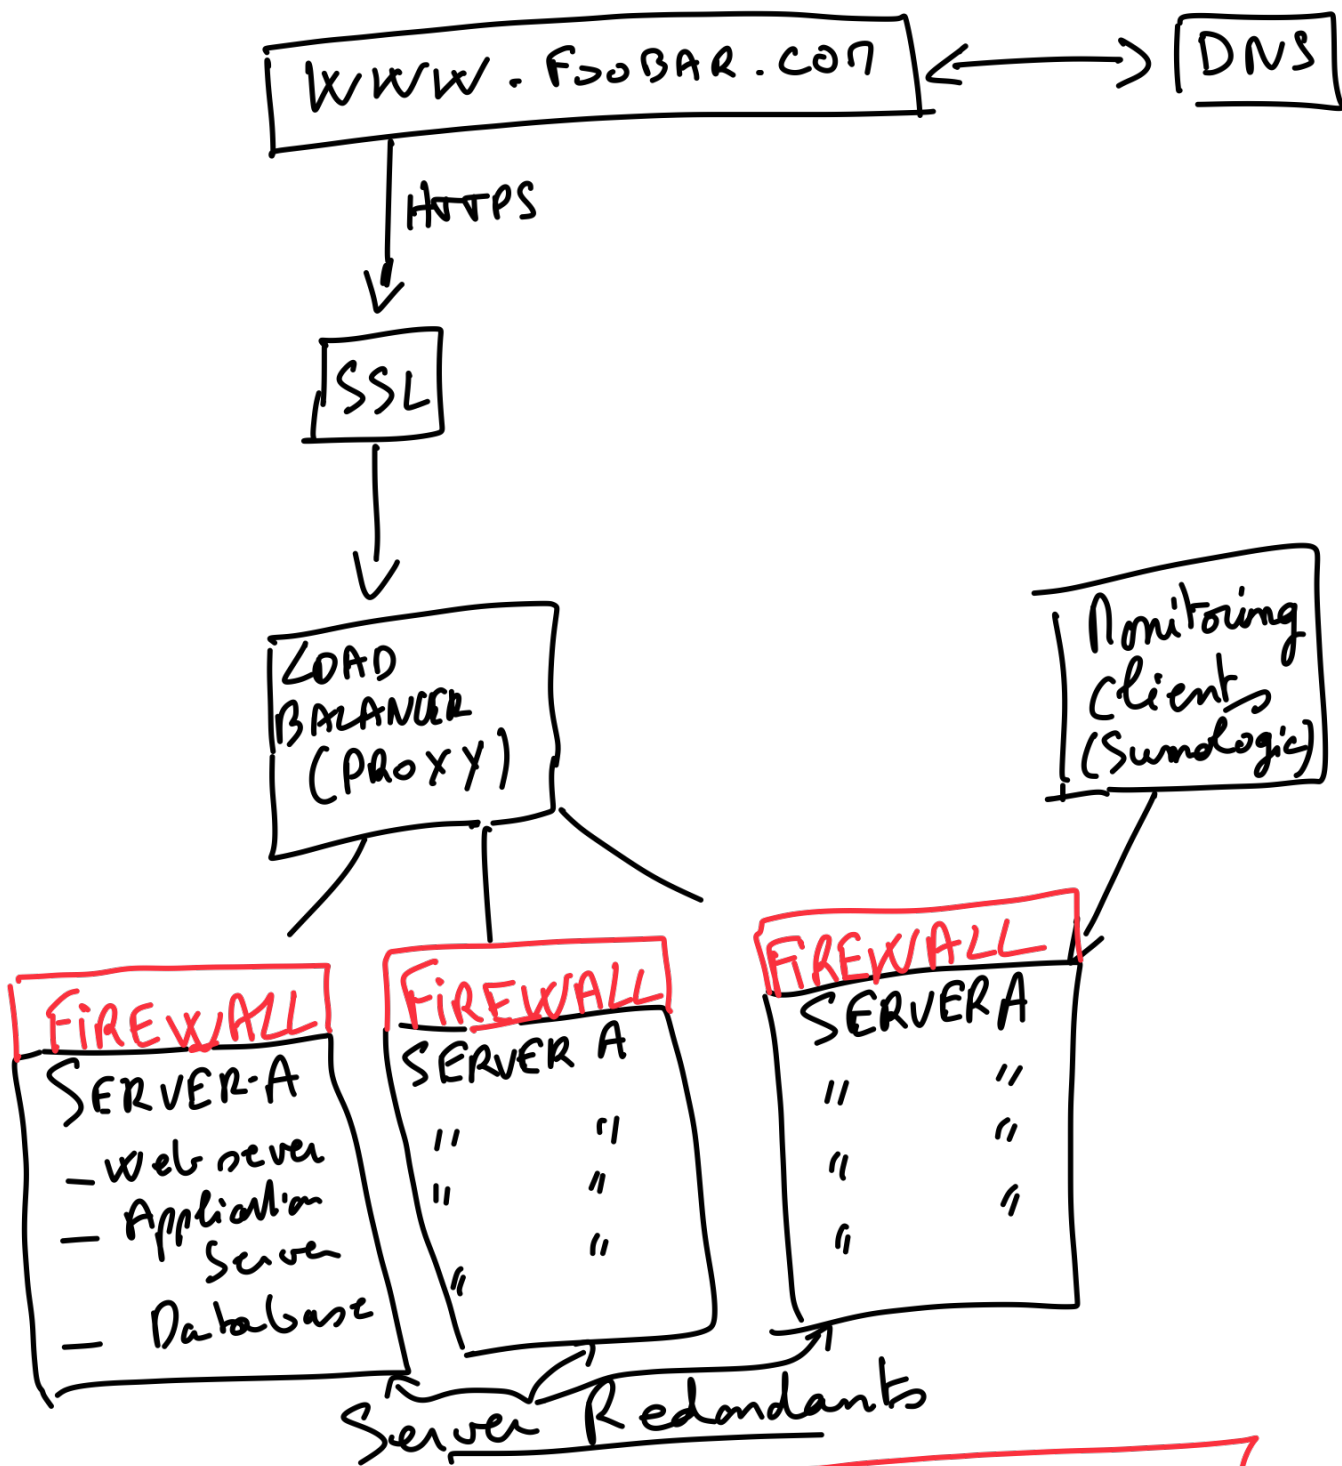 WWW.FOOBAR.COM
DNS
HTTPS
SSL
LOAD
BALANCER
(PROXY)
Monitoring
clients
(Sumologic)
FiREWALL
SERVER-A
- Web server
- Application
Server
- Database
FiREWALL
SERVER A
" "
" "
" "
FIREWALL
SERVER A
" "
" "
" "
Server Redondants